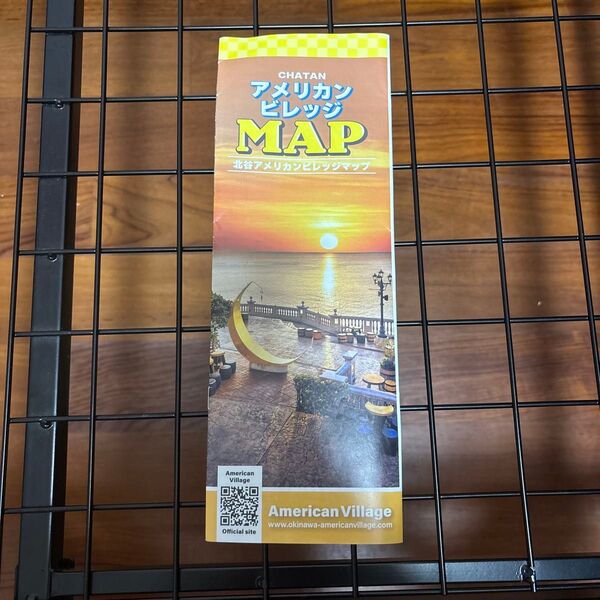 CHATAN
アメリカン
ビレッジ
MAP
北谷アメリカンビレッジマップ
American
Village
Official site
American Village
www.okinawa-americanvillage.com